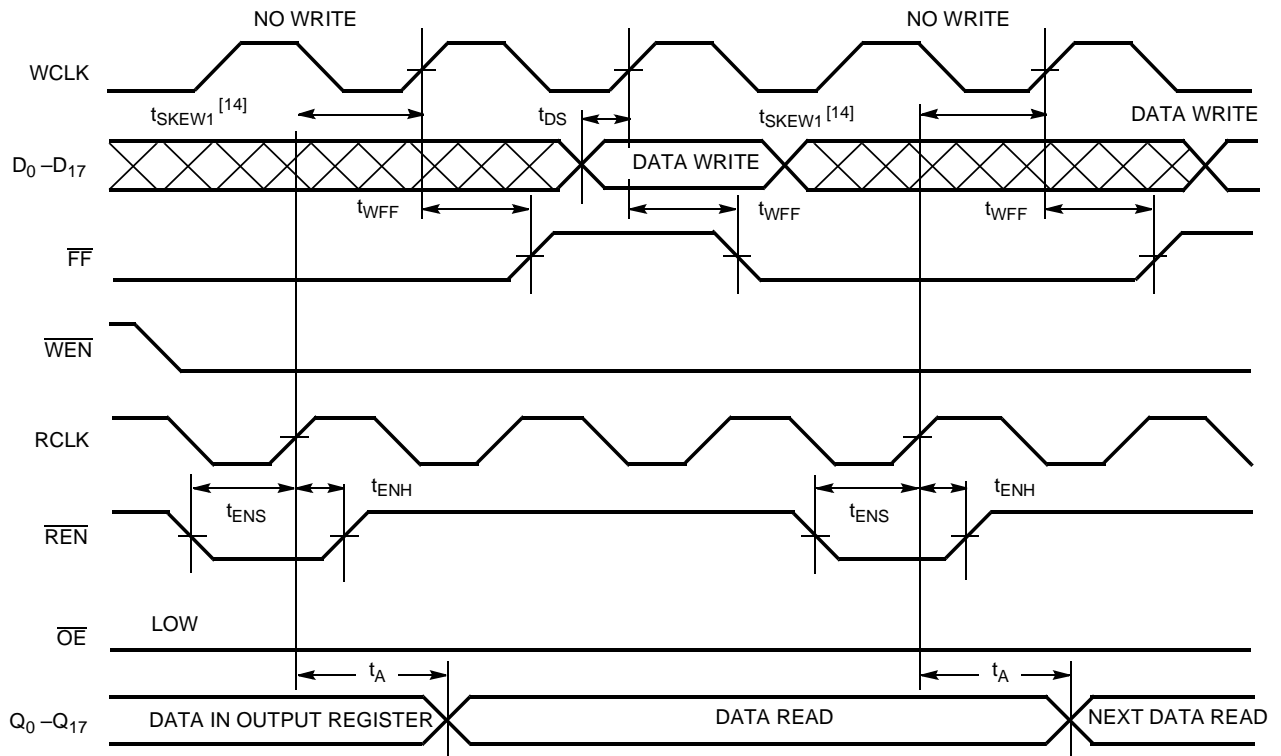 NO WRITE NO WRITE
WCLK
tSKEW1 [14] tDS tSKEW1 [14] DATA WRITE
D0 –D17 DATA WRITE
tWFF tWFF tWFF
FF
WEN
RCLK
tENS tENH tENS tENH
REN
OE LOW
tA tA
Q0 –Q17 DATA IN OUTPUT REGISTER DATA READ NEXT DATA READ